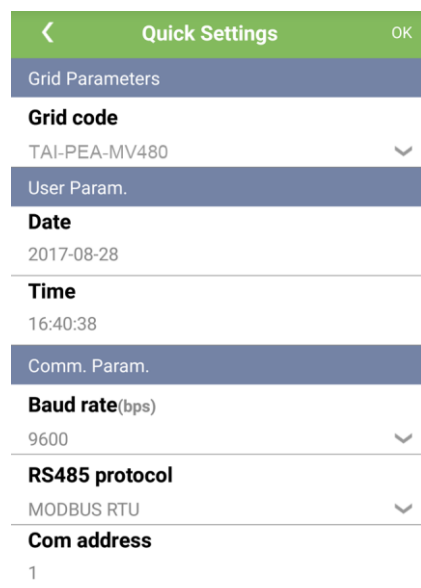 Quick Settings
OK
Grid Parameters
Grid code
TAI-PEA-MV480
User Param.
Date
2017-08-28
Time
16:40:38
Comm. Param.
Baud rate(bps)
9600
RS485 protocol
MODBUS RTU
Com address
1